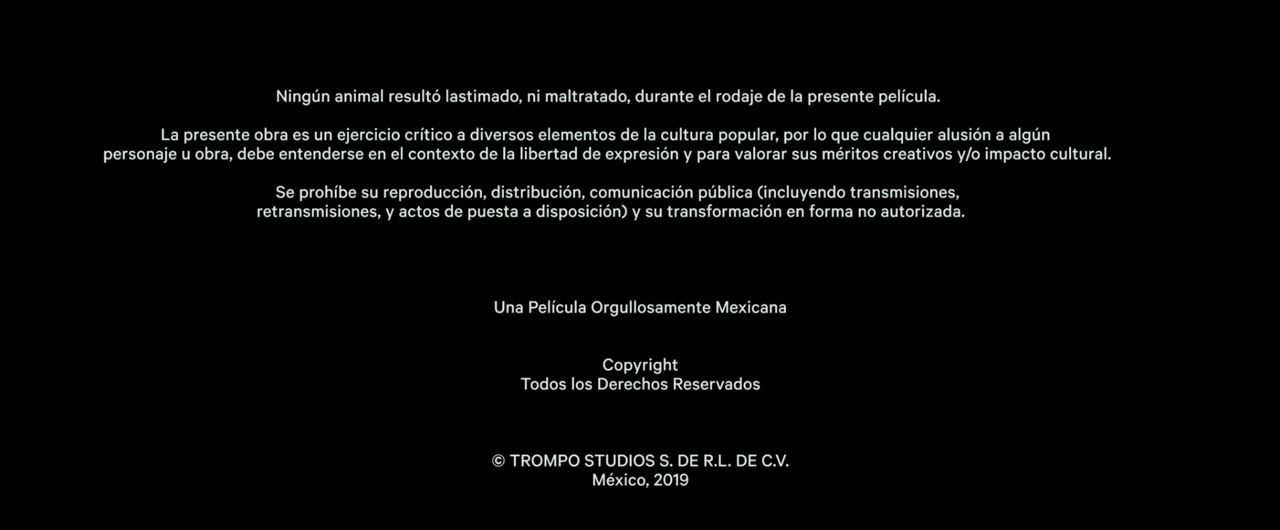 Ningún animal resultó lastimado, ni maltratado, durante el rodaje de la presente película.
La presente obra es un ejercicio crítico a diversos elementos de la cultura popular, por lo que cualquier alusión a algún
personaje u obra, debe entenderse en el contexto de la libertad de expresión y para valorar sus méritos creativos y/o impacto cultural.
Se prohíbe su reproducción, distribución, comunicación pública (incluyendo transmisiones,
retransmisiones, y actos de puesta a disposición) y su transformación en forma no autorizada.
Una Película Orgullosamente Mexicana
Copyright
Todos los Derechos Reservados
© TROMPO STUDIOS S. DE R.L. DE C.V.
México, 2019